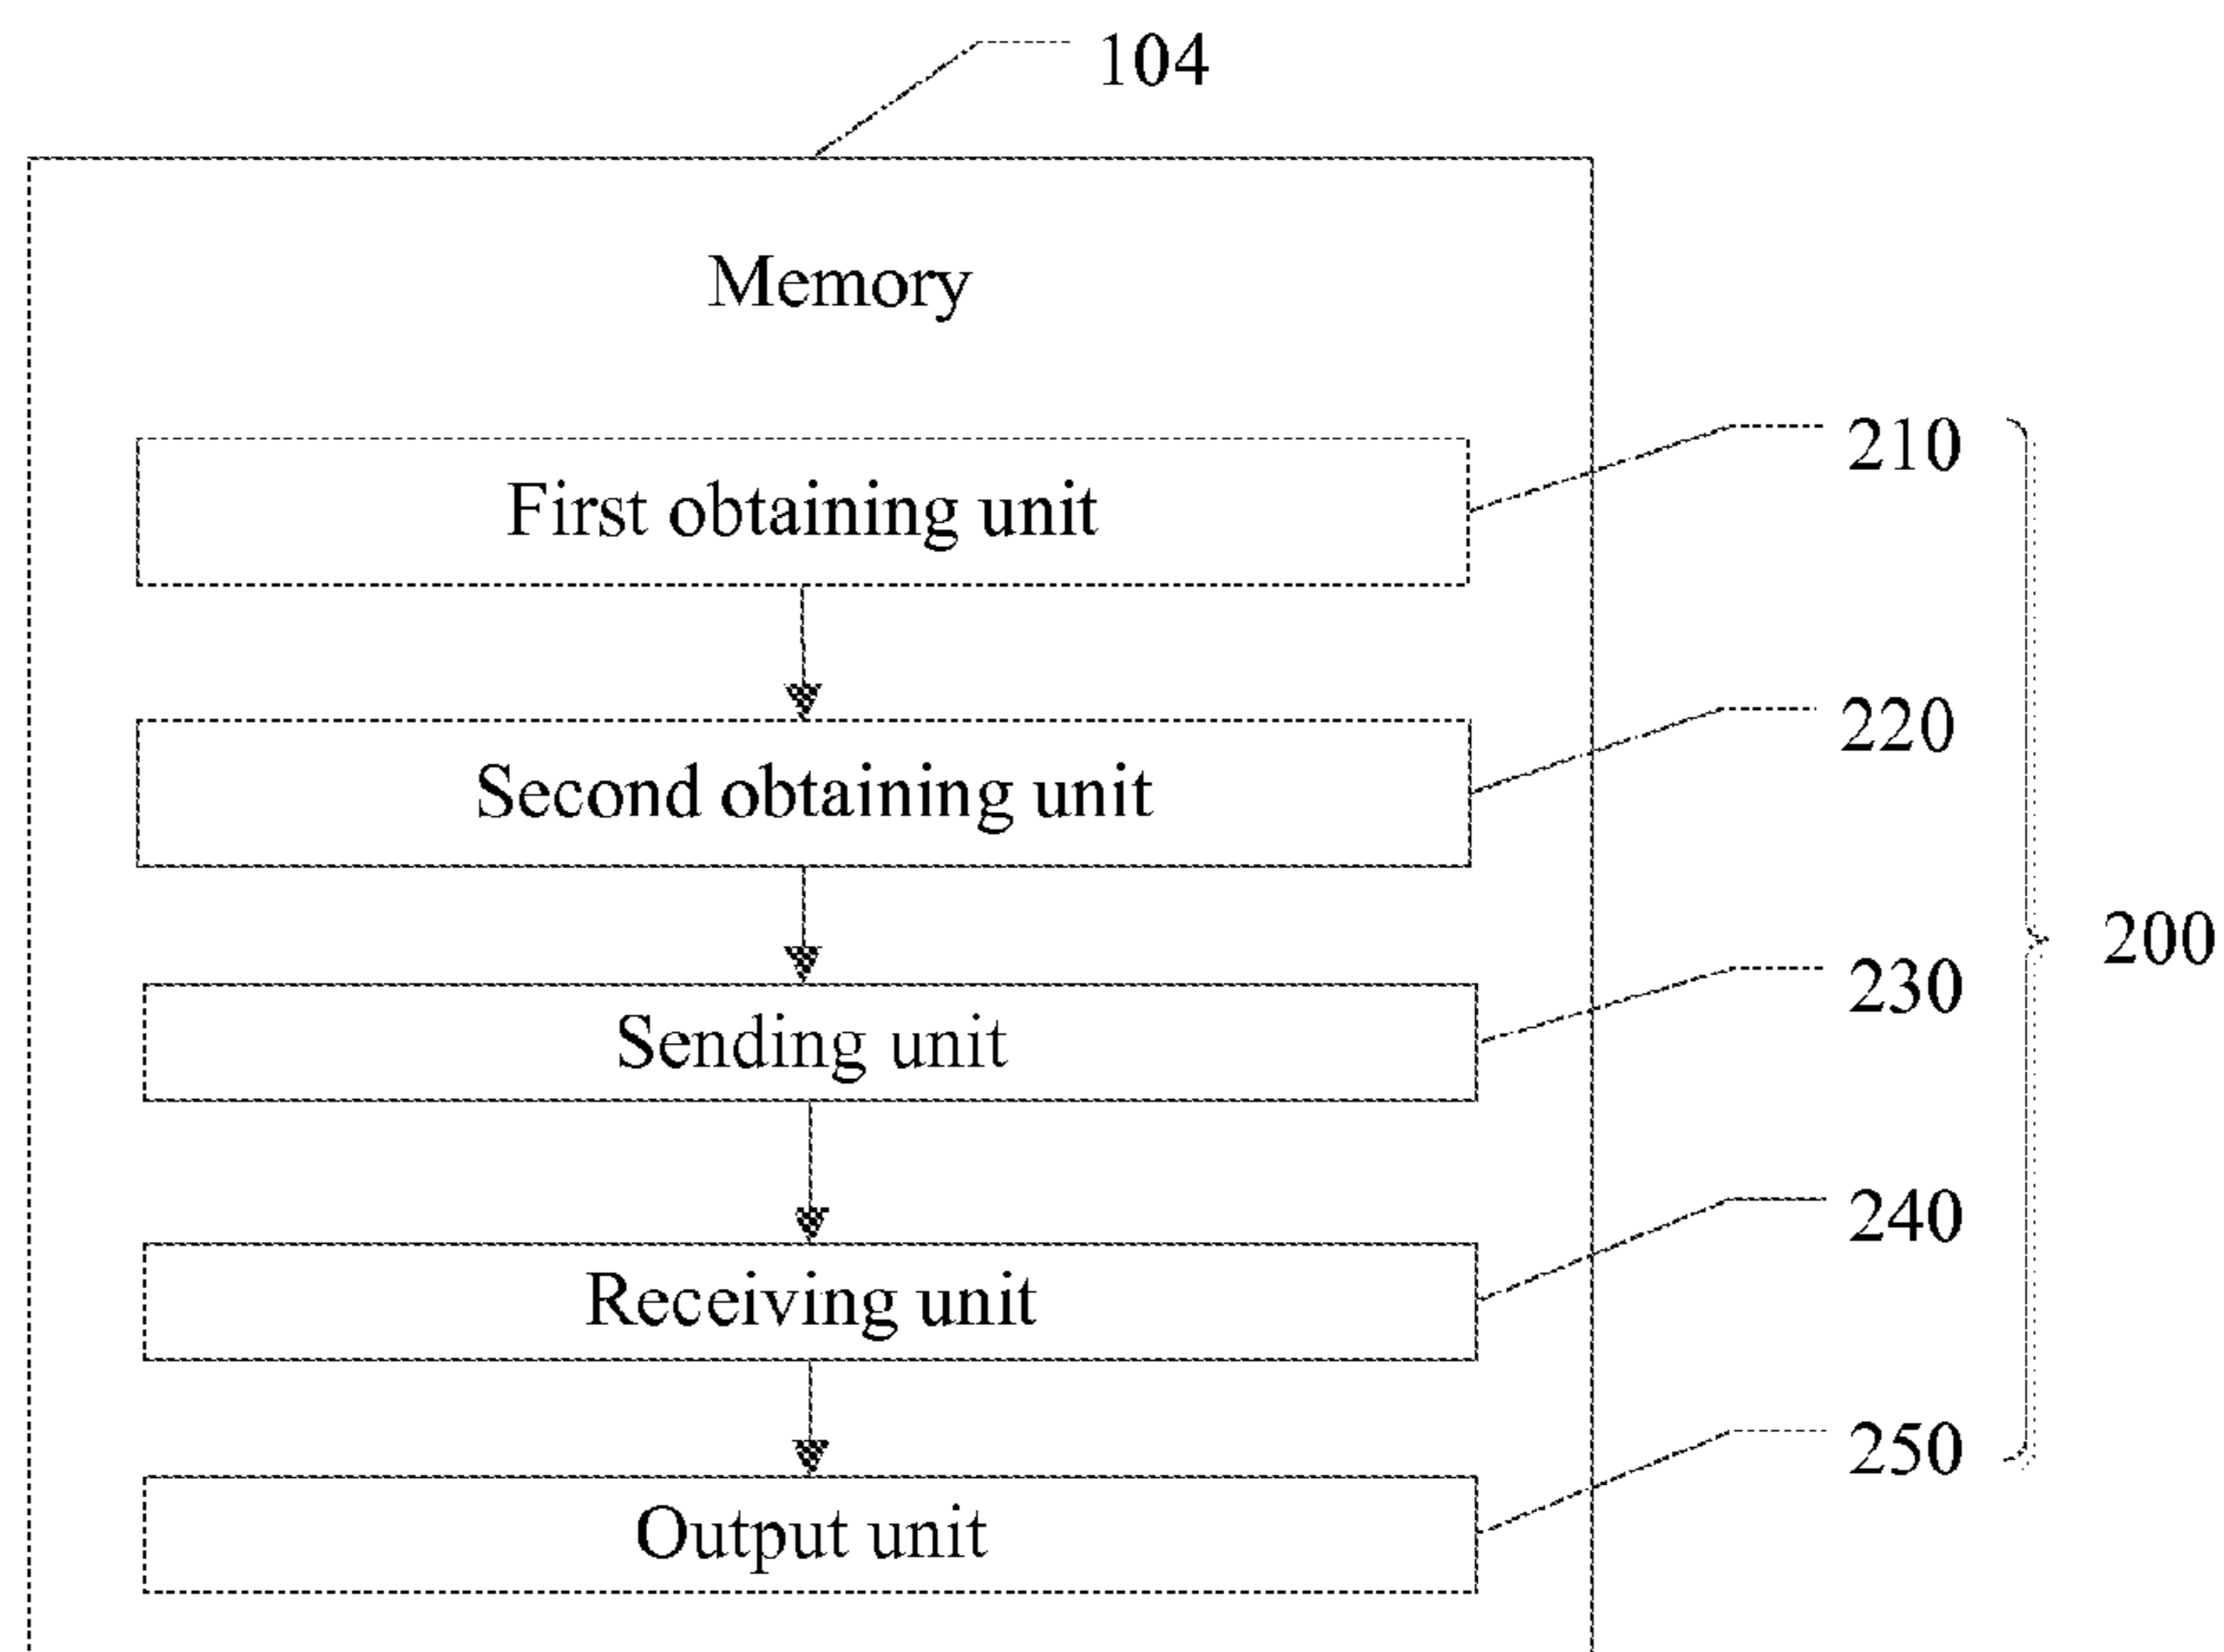 104
Memory
210
First obtaining unit
220
Second obtaining unit
200
230
Sending unit
240
Receiving unit
250
Output unit